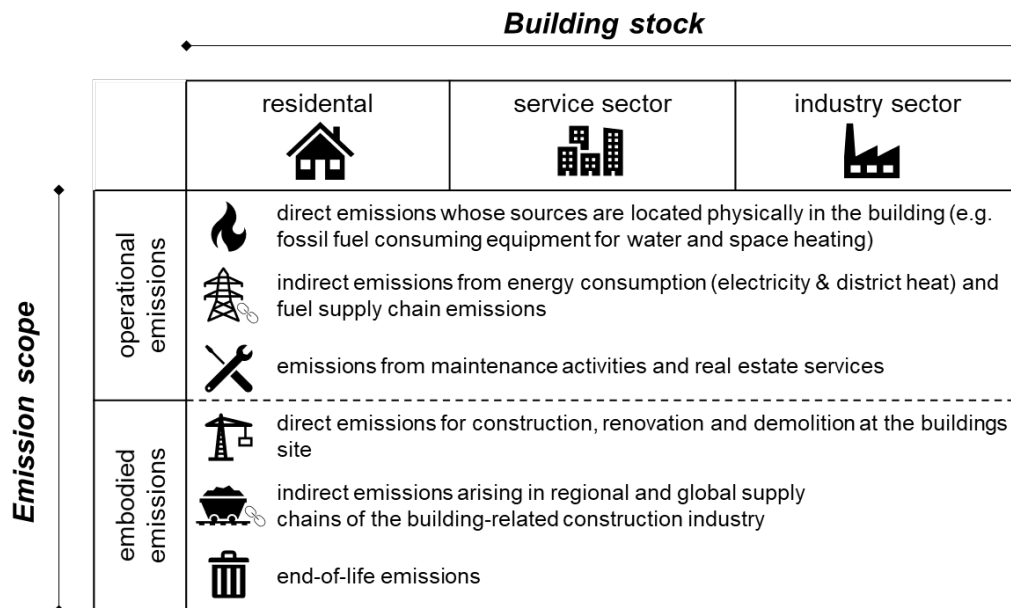 Building stock
residental
service sector
industry sector
Emission scope
operational
emissions
direct emissions whose sources are located physically in the building (e.g.
fossil fuel consuming equipment for water and space heating)
indirect emissions from energy consumption (electricity & district heat) and
fuel supply chain emissions
emissions from maintenance activities and real estate services
embodied
emissions
direct emissions for construction, renovation and demolition at the buildings
site
indirect emissions arising in regional and global supply
chains of the building-related construction industry
end-of-life emissions